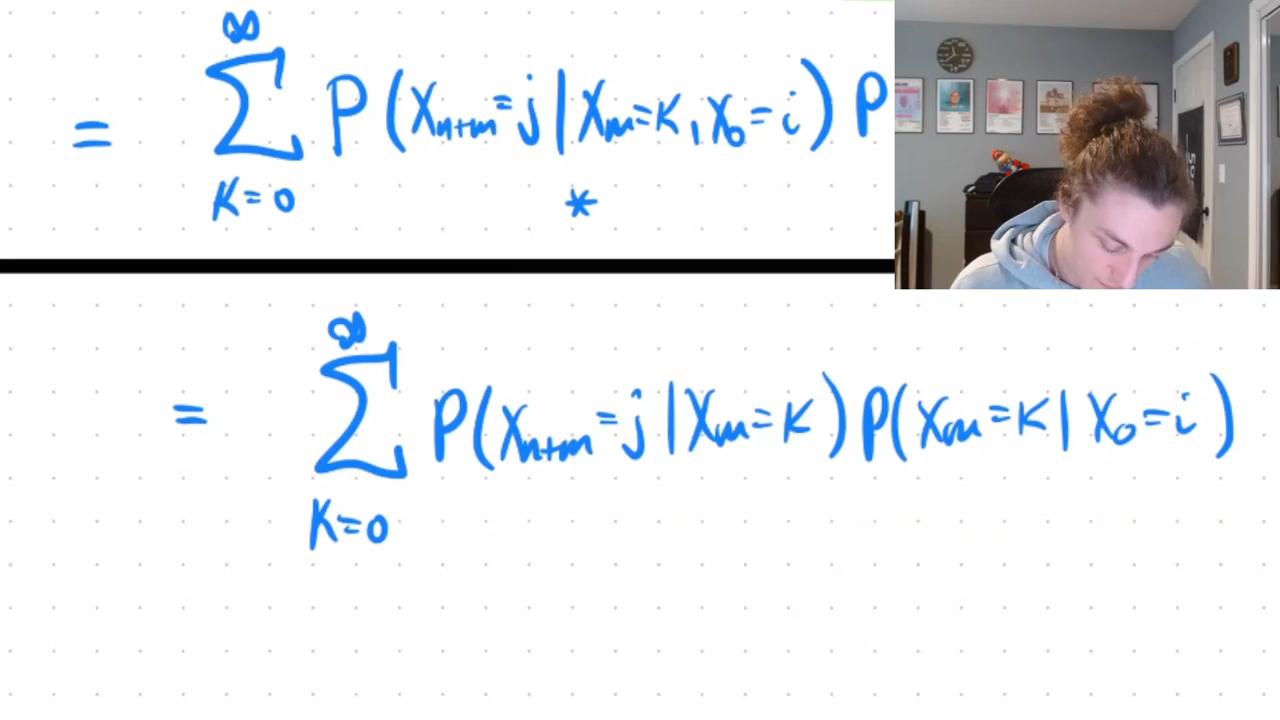 = ∞ Σ K=0 P(X_{n+m}=j | X_m=K, X_0=i) P
*
= ∞ Σ K=0 P(X_{n+m}=j | X_m=K) P(X_m=K | X_0=i)